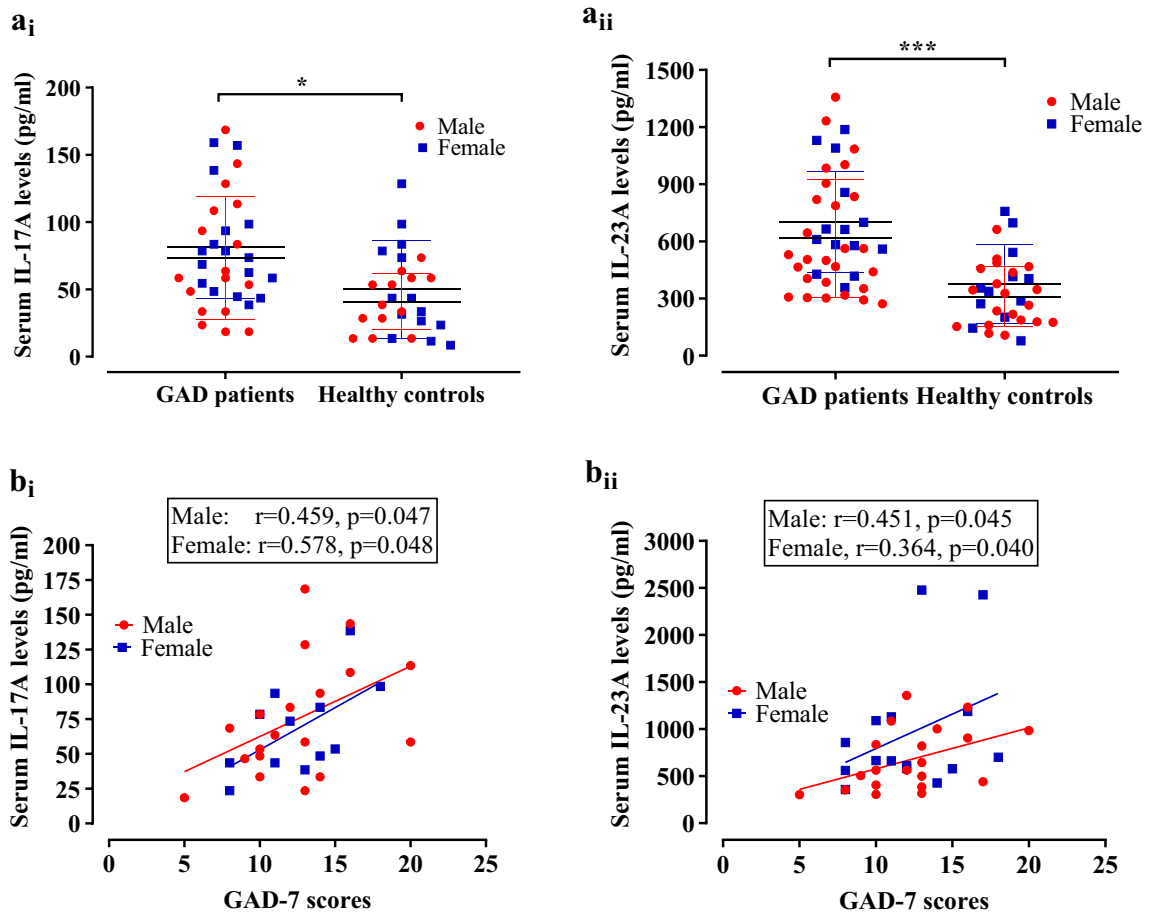 aᵢ
Serum IL-17A levels (pg/ml)
200
150
100
50
0
*
Male
Female
GAD patients
Healthy controls
aᵢᵢ
Serum IL-23A levels (pg/ml)
1500
1200
900
600
300
0
***
Male
Female
GAD patients
Healthy controls
bᵢ
Male: r=0.459, p=0.047
Female: r=0.578, p=0.048
Serum IL-17A levels (pg/ml)
200
175
150
125
100
75
50
25
0
Male
Female
0 5 10 15 20 25
GAD-7 scores
bᵢᵢ
Male: r=0.451, p=0.045
Female, r=0.364, p=0.040
Serum IL-23A levels (pg/ml)
3000
2500
2000
1500
1000
500
0
Male
Female
0 5 10 15 20 25
GAD-7 scores